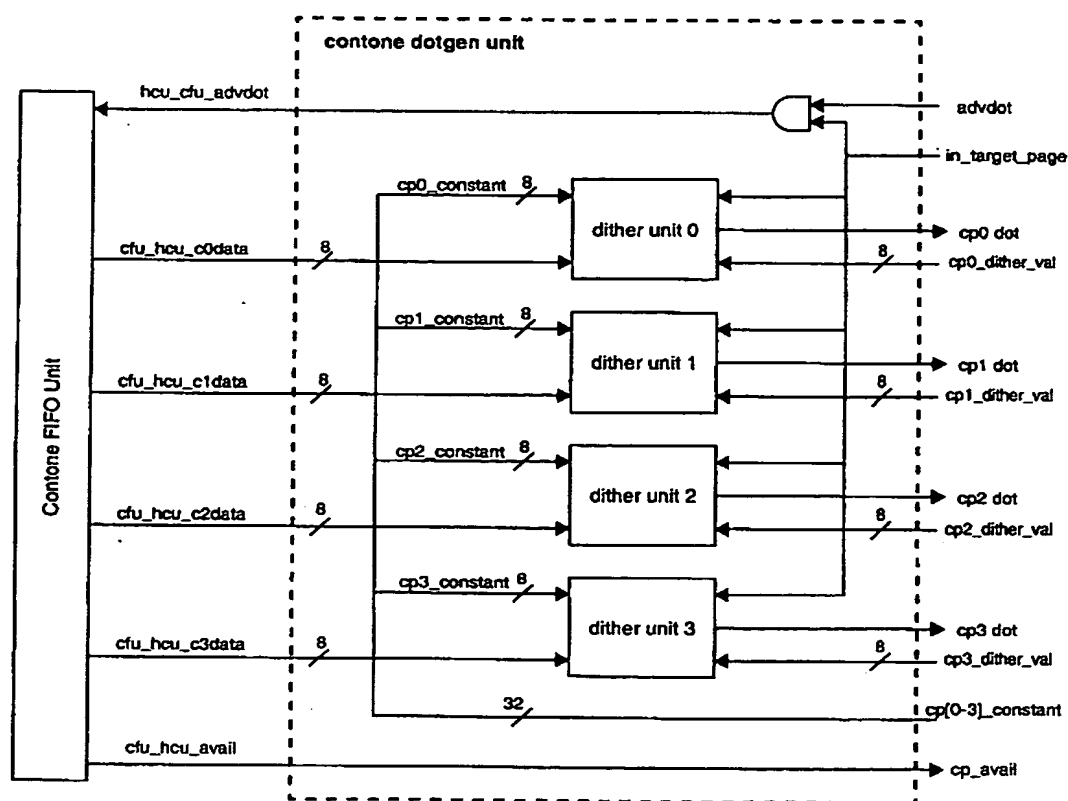 contone dotgen unit
hcu_cfu_advdot
advdot
in_target_page
cp0_constant 8
dither unit 0
cp0 dot
cfu_hcu_c0data 8
8 cp0_dither_val
cp1_constant 8
dither unit 1
cp1 dot
cfu_hcu_c1data 8
8 cp1_dither_val
Contone FIFO Unit
cp2_constant 8
dither unit 2
cp2 dot
cfu_hcu_c2data 8
8 cp2_dither_val
cp3_constant 8
dither unit 3
cp3 dot
cfu_hcu_c3data 8
8 cp3_dither_val
32
cp[0-3]_constant
cfu_hcu_avail
cp_avail